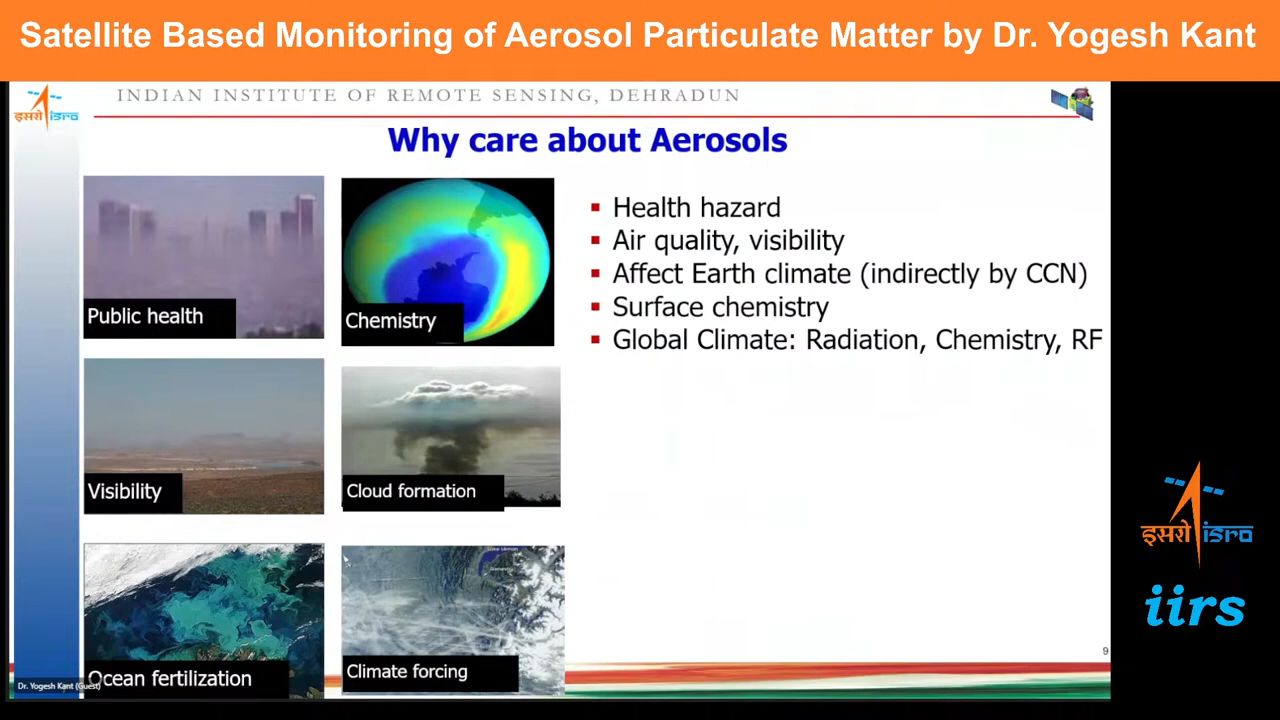 Satellite Based Monitoring of Aerosol Particulate Matter by Dr. Yogesh Kant
इसरो isro
INDIAN INSTITUTE OF REMOTE SENSING, DEHRADUN
Why care about Aerosols
Public health
Chemistry
Visibility
Cloud formation
Ocean fertilization
Climate forcing
▪ Health hazard
▪ Air quality, visibility
▪ Affect Earth climate (indirectly by CCN)
▪ Surface chemistry
▪ Global Climate: Radiation, Chemistry, RF
9
Dr. Yogesh Kant (Guest)
इसरो isro
iirs